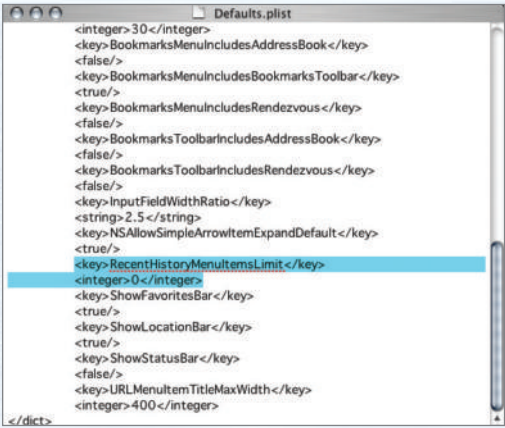 Defaults.plist
<integer>30</integer>
<key>BookmarksMenuIncludesAddressBook</key>
<false/>
<key>BookmarksMenuIncludesBookmarksToolbar</key>
<true/>
<key>BookmarksMenuIncludesRendezvous</key>
<false/>
<key>BookmarksToolbarIncludesAddressBook</key>
<false/>
<key>BookmarksToolbarIncludesRendezvous</key>
<false/>
<key>InputFieldWidthRatio</key>
<string>2.5</string>
<key>NSAllowSimpleArrowItemExpandDefault</key>
<true/>
<key>RecentHistoryMenuItemsLimit</key>
<integer>0</integer>
<key>ShowFavoritesBar</key>
<true/>
<key>ShowLocationBar</key>
<true/>
<key>ShowStatusBar</key>
<false/>
<key>URLMenuItemTitleMaxWidth</key>
<integer>400</integer>
</dict>